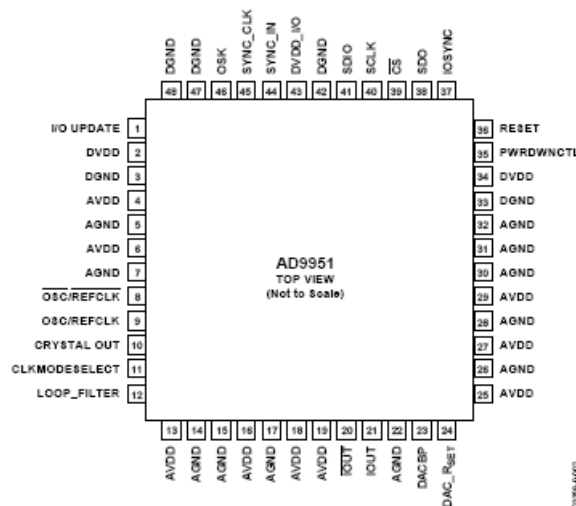 DGND DGND OSK SYNC_CLK SYNC_IN DVDD_I/O DGND SDIO SCLK CS SDO IOSYNC
48 47 46 45 44 43 42 41 40 39 38 37
I/O UPDATE 1
DVDD 2
DGND 3
AVDD 4
AGND 5
AVDD 6
AGND 7
OSC/REFCLK 8
OSC/REFCLK 9
CRYSTAL OUT 10
CLKMODESELECT 11
LOOP_FILTER 12
AD9951
TOP VIEW
(Not to Scale)
36 RESET
35 PWRDWNCTL
34 DVDD
33 DGND
32 AGND
31 AGND
30 AGND
29 AVDD
28 AGND
27 AVDD
26 AGND
25 AVDD
13 14 15 16 17 18 19 20 21 22 23 24
AVDD AGND AGND AVDD AGND AVDD AVDD IOUT IOUT AGND DACBP DAC_RSET